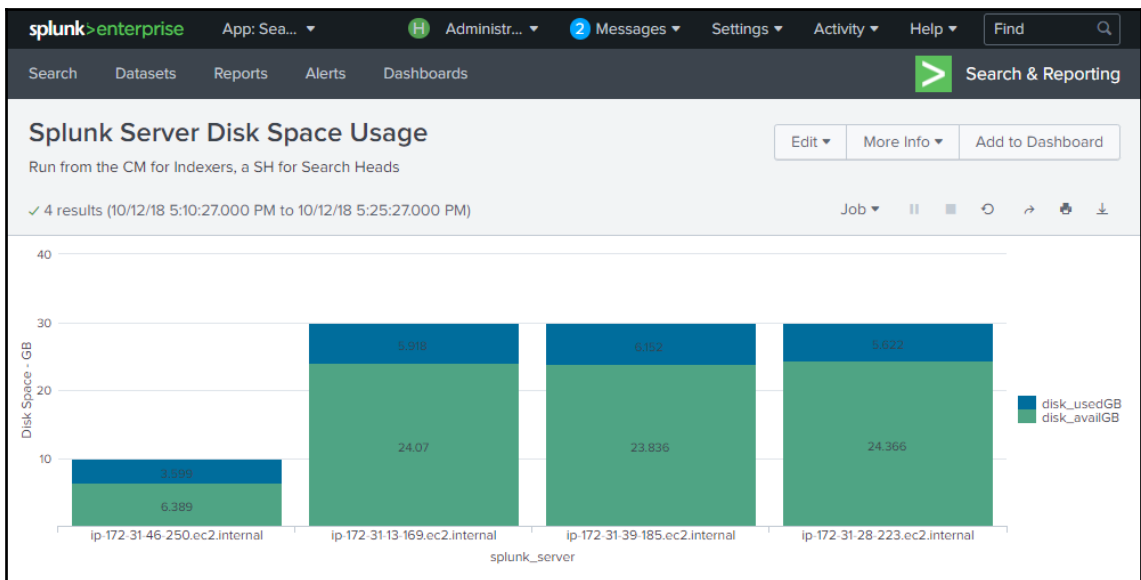 splunk>enterprise App: Sea... H Administr... 2 Messages Settings Activity Help Find
Search Datasets Reports Alerts Dashboards > Search & Reporting
Splunk Server Disk Space Usage
Edit More Info Add to Dashboard
Run from the CM for Indexers, a SH for Search Heads
4 results (10/12/18 5:10:27.000 PM to 10/12/18 5:25:27.000 PM) Job
40
30
20
10
Disk Space - GB
5.918 6.152 5.622
24.07 23.836 24.366
3.599
6.389
disk_usedGB
disk_availGB
ip-172-31-46-250.ec2.internal ip-172-31-13-169.ec2.internal ip-172-31-39-185.ec2.internal ip-172-31-28-223.ec2.internal
splunk_server